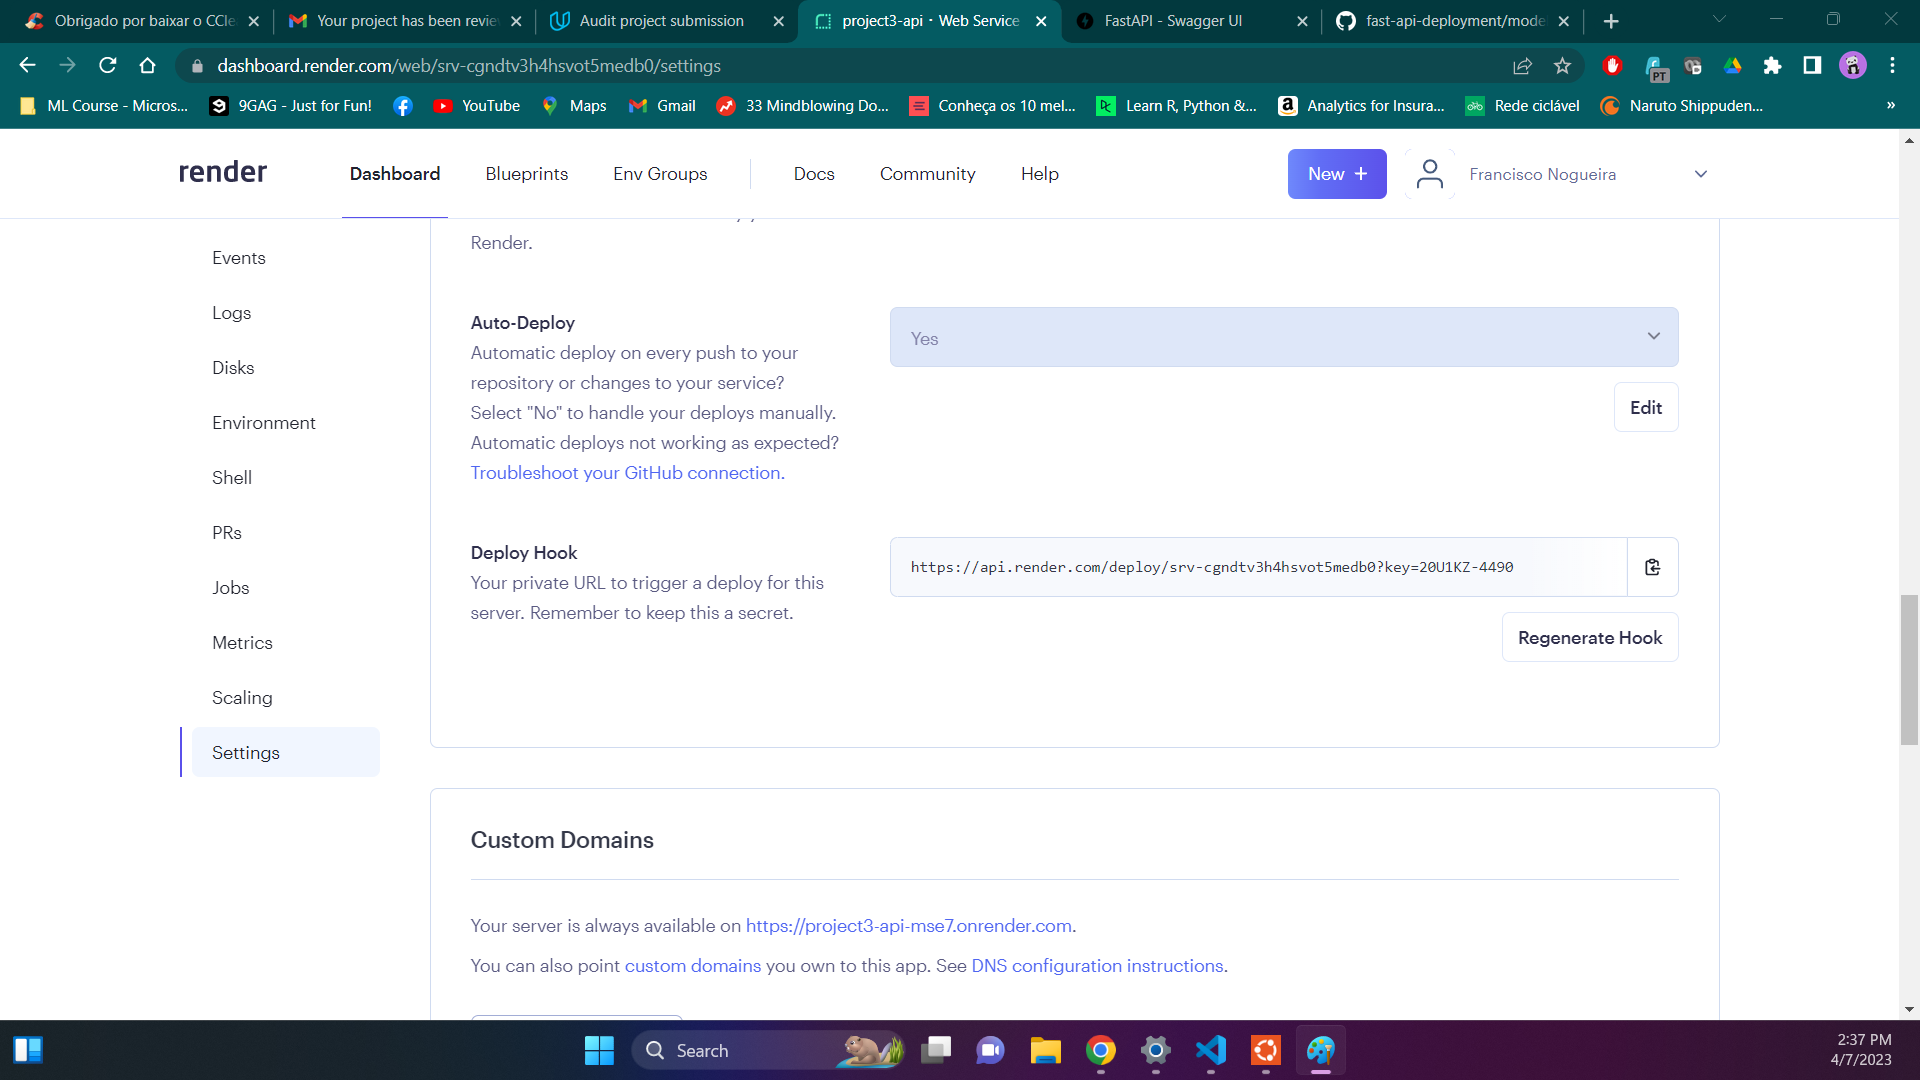 Obrigado por baixar o CCle
Your project has been revie
Audit project submission
project3-api · Web Service
FastAPI - Swagger UI
fast-api-deployment/mode
dashboard.render.com/web/srv-cgndtv3h4hsvot5medb0/settings
PT
ML Course - Micros...
9GAG - Just for Fun!
YouTube
Maps
Gmail
33 Mindblowing Do...
Conheça os 10 mel...
Learn R, Python &...
Analytics for Insura...
Rede ciclável
Naruto Shippuden...
»
render
Dashboard
Blueprints
Env Groups
Docs
Community
Help
New +
Francisco Nogueira
Events
Logs
Disks
Environment
Shell
PRs
Jobs
Metrics
Scaling
Settings
Render.
Auto-Deploy
Automatic deploy on every push to your
repository or changes to your service?
Select "No" to handle your deploys manually.
Automatic deploys not working as expected?
Troubleshoot your GitHub connection.
Yes
Edit
Deploy Hook
Your private URL to trigger a deploy for this
server. Remember to keep this a secret.
https://api.render.com/deploy/srv-cgndtv3h4hsvot5medb0?key=20U1KZ-4490
Regenerate Hook
Custom Domains
Your server is always available on https://project3-api-mse7.onrender.com.
You can also point custom domains you own to this app. See DNS configuration instructions.
Search
2:37 PM
4/7/2023